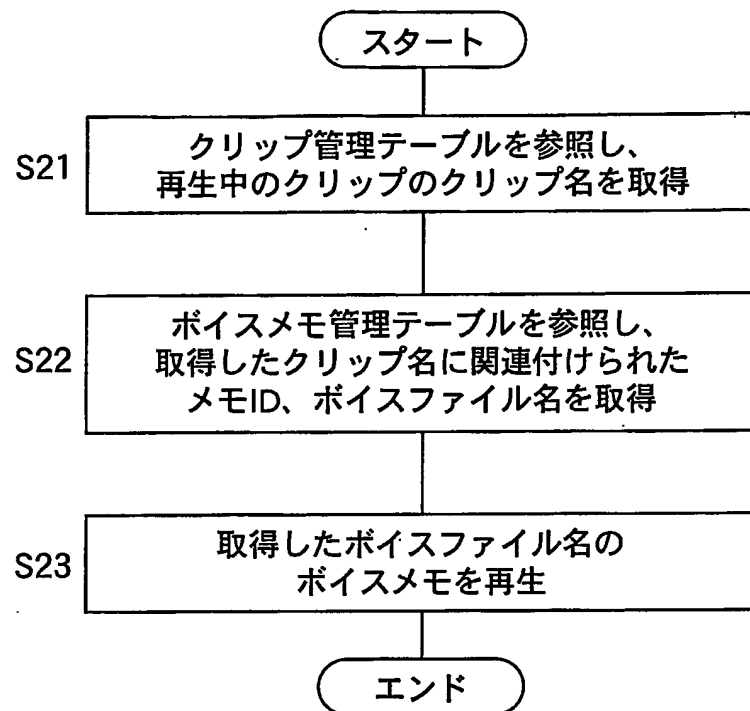 スタート
S21
クリップ管理テーブルを参照し、
再生中のクリップのクリップ名を取得
S22
ボイスメモ管理テーブルを参照し、
取得したクリップ名に関連付けられた
メモID、ボイスファイル名を取得
S23
取得したボイスファイル名の
ボイスメモを再生
エンド